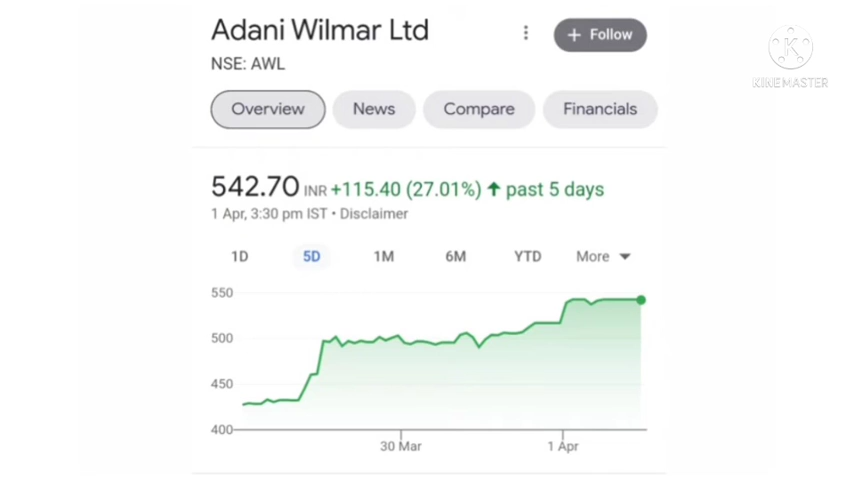 Adani Wilmar Ltd
+ Follow
NSE: AWL
Overview News Compare Financials
542.70 INR +115.40 (27.01%) ↑ past 5 days
1 Apr, 3:30 pm IST • Disclaimer
1D 5D 1M 6M YTD More
550
500
450
400
30 Mar 1 Apr
K
KINEMASTER